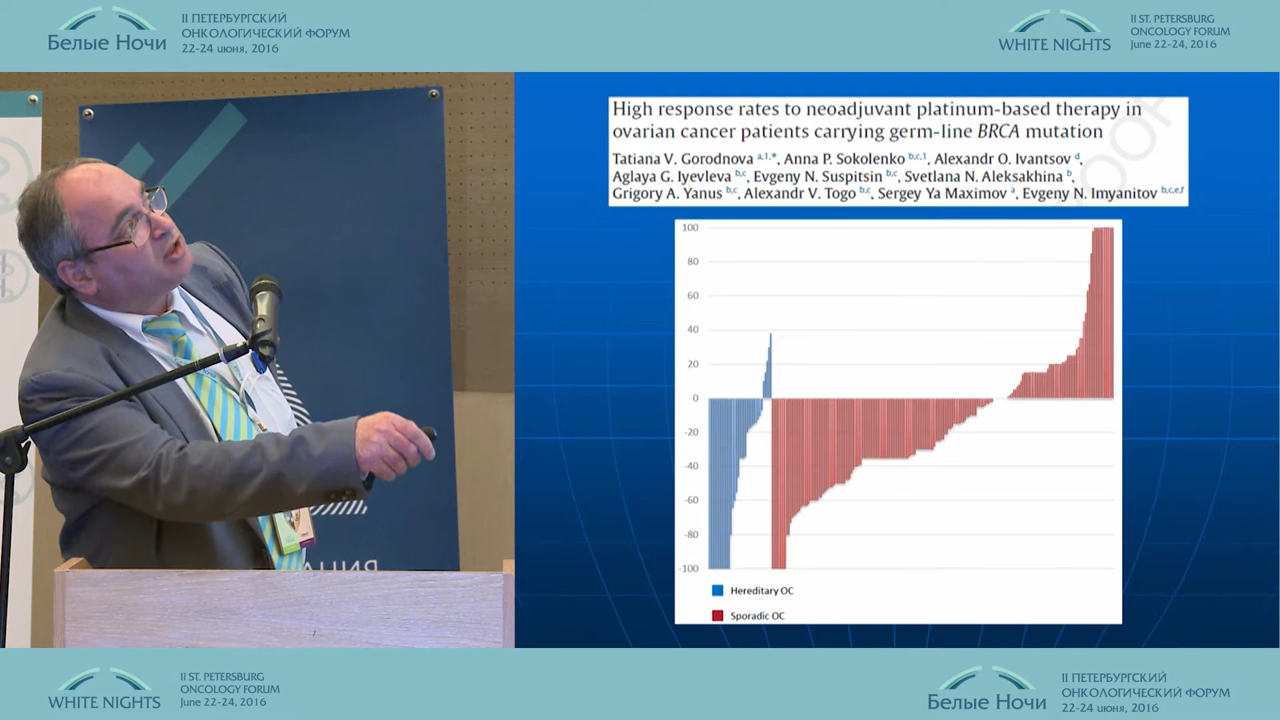 Белые Ночи
II ПЕТЕРБУРГСКИЙ
ОНКОЛОГИЧЕСКИЙ ФОРУМ
22-24 июня, 2016
WHITE NIGHTS
II ST. PETERSBURG
ONCOLOGY FORUM
June 22-24, 2016
High response rates to neoadjuvant platinum-based therapy in
ovarian cancer patients carrying germ-line BRCA mutation
Tatiana V. Gorodnova a,1,*, Anna P. Sokolenko b,c,1, Alexandr O. Ivantsov d,
Aglaya G. Iyevleva b,c, Evgeny N. Suspitsin b,c, Svetlana N. Aleksakhina b,
Grigory A. Yanus b,c, Alexandr V. Togo b,c, Sergey Ya Maximov a, Evgeny N. Imyanitov b,c,e,f
100
80
60
40
20
0
-20
-40
-60
-80
-100
Hereditary OC
Sporadic OC
WHITE NIGHTS
II ST. PETERSBURG
ONCOLOGY FORUM
June 22-24, 2016
Белые Ночи
II ПЕТЕРБУРГСКИЙ
ОНКОЛОГИЧЕСКИЙ ФОРУМ
22-24 июня, 2016